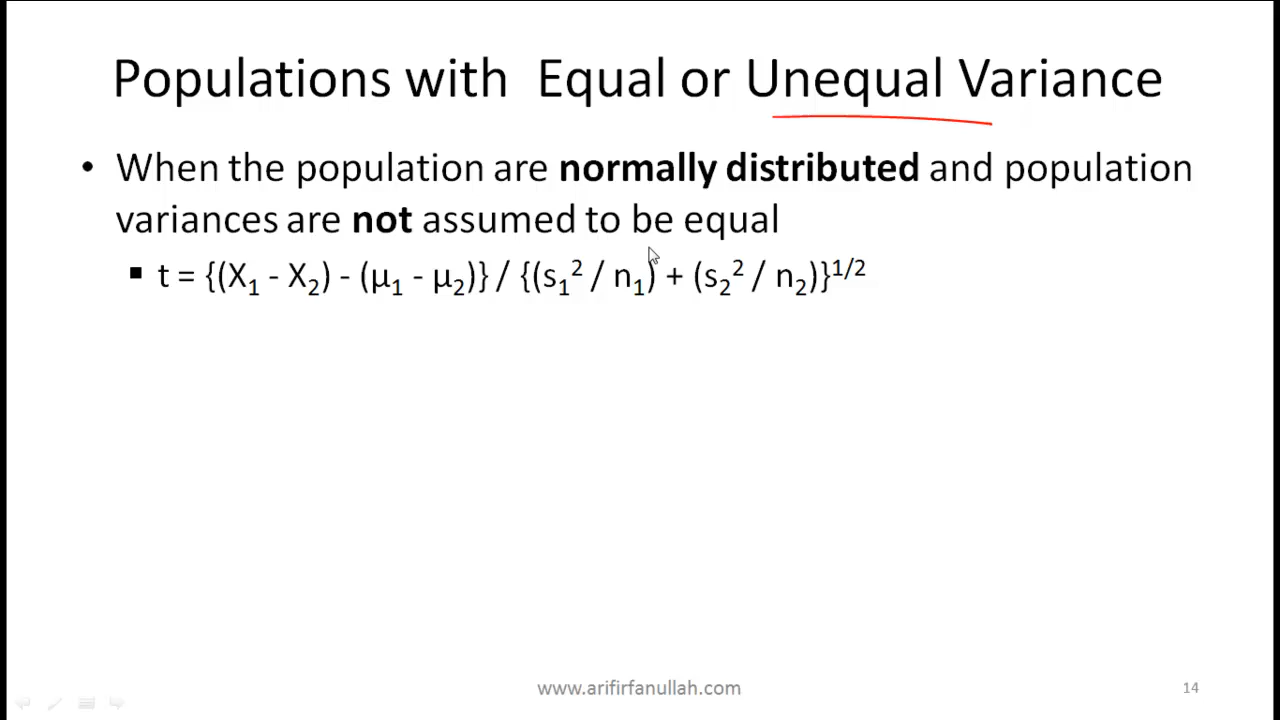 Populations with Equal or Unequal Variance
• When the population are normally distributed and population
variances are not assumed to be equal
▪ t = {(X₁ - X₂) - (μ₁ - μ₂)} / {(s₁² / n₁) + (s₂² / n₂)}¹/²
www.arifirfanullah.com
14